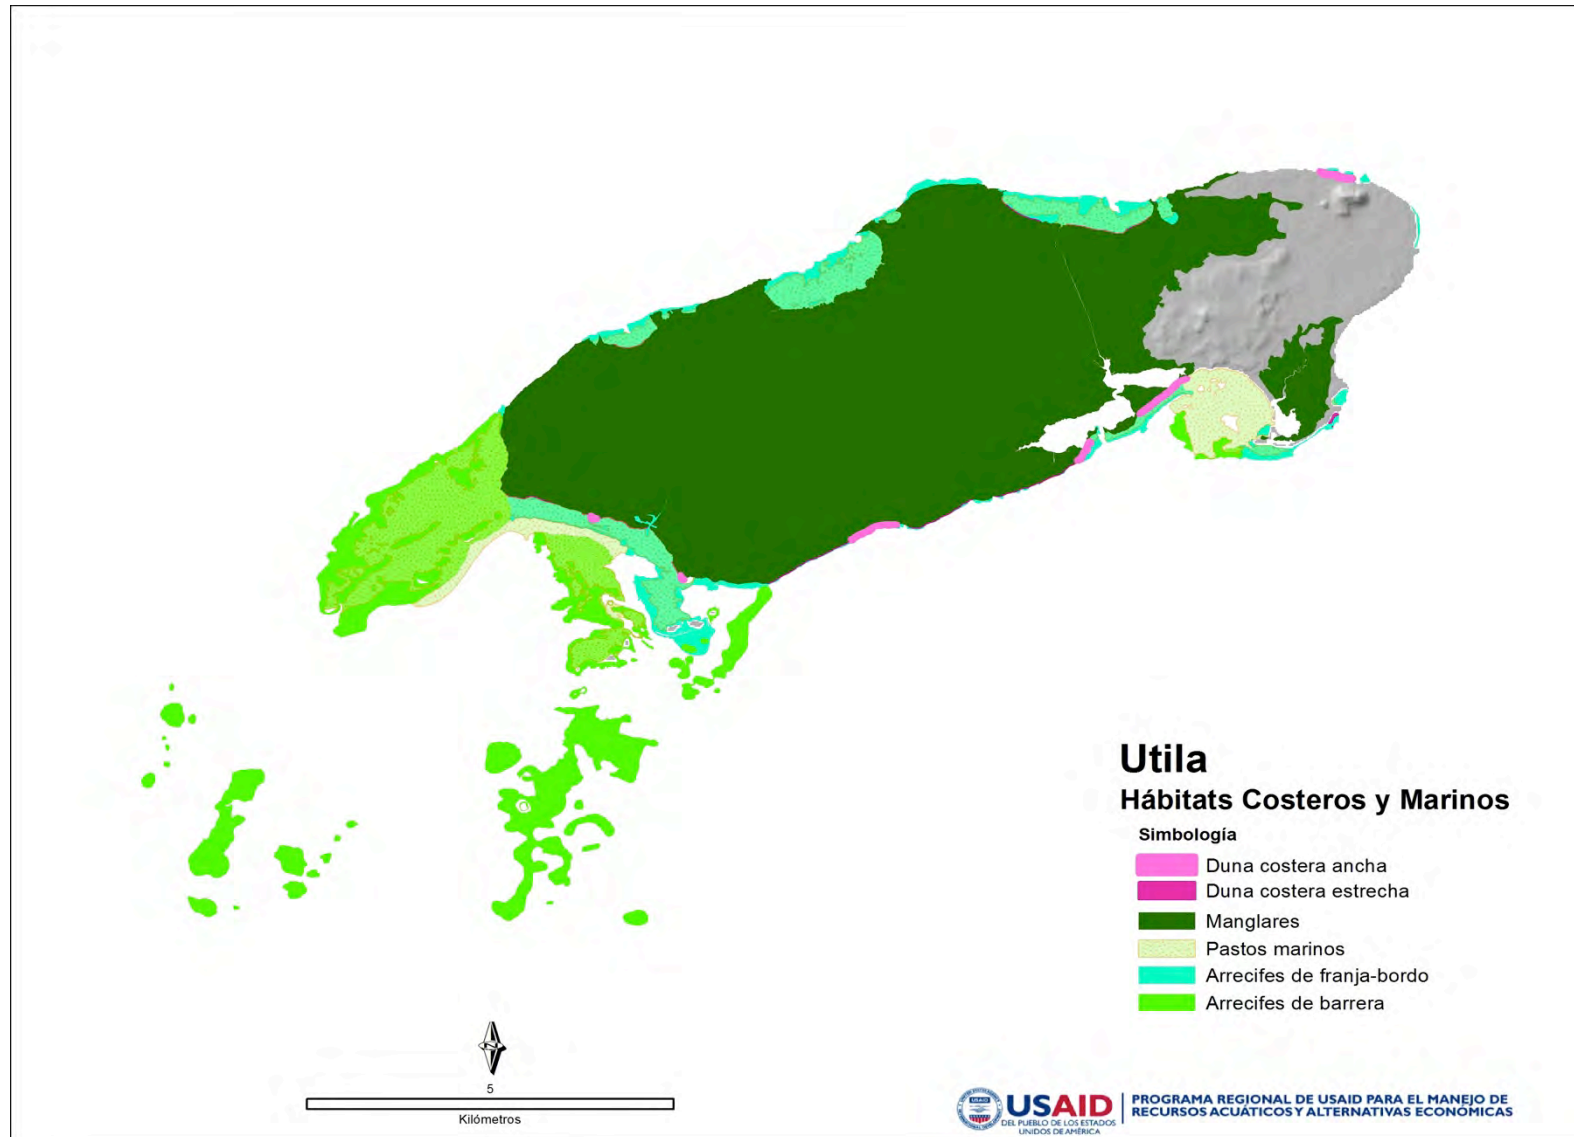 Utila
Hábitats Costeros y Marinos
Simbología
Duna costera ancha
Duna costera estrecha
Manglares
Pastos marinos
Arrecifes de franja-bordo
Arrecifes de barrera
N
5
Kilómetros
USAID
DEL PUEBLO DE LOS ESTADOS
UNIDOS DE AMÉRICA
PROGRAMA REGIONAL DE USAID PARA EL MANEJO DE
RECURSOS ACUÁTICOS Y ALTERNATIVAS ECONÓMICAS